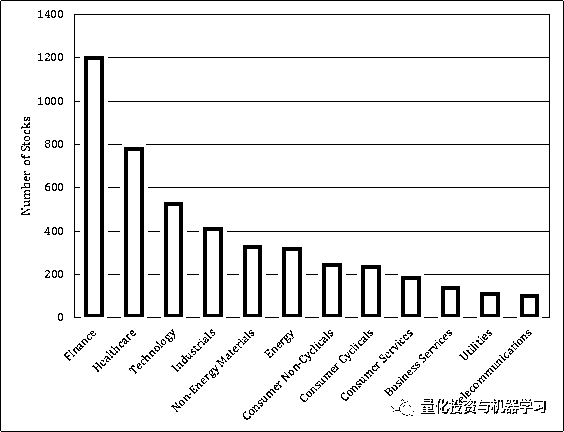 1400
1200
1000
800
600
400
200
0
Number of Stocks
Finance
Healthcare
Technology
Industrials
Non-Energy Materials
Energy
Consumer Non-Cyclicals
Consumer Cyclicals
Consumer Services
Business Services
Utilities
elecommunications
量化投资与机器学习